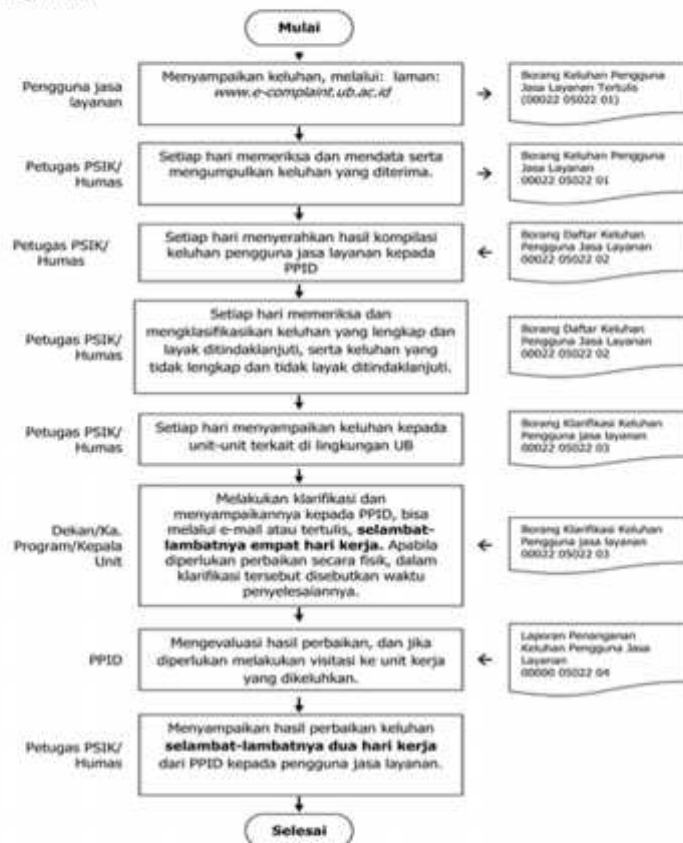 Mulai
Pengguna jasa
layanan
Menyampaikan keluhan, melalui: laman:
www.e-complaint.ub.ac.id
Borang Keluhan Pengguna
Jasa Layanan Tertulis
(00022 05022 01)
Petugas PSIK/
Humas
Setiap hari memeriksa dan mendata serta
mengumpulkan keluhan yang diterima.
Borang Keluhan Pengguna
Jasa Layanan
00022 05022 01
Petugas PSIK/
Humas
Setiap hari menyerahkan hasil kompilasi
keluhan pengguna jasa layanan kepada
PPID
Borang Daftar Keluhan
Pengguna Jasa Layanan
00022 05022 02
Petugas PSIK/
Humas
Setiap hari memeriksa dan
mengklasifikasikan keluhan yang lengkap dan
layak ditindaklanjuti, serta keluhan yang
tidak lengkap dan tidak layak ditindaklanjuti.
Borang Daftar Keluhan
Pengguna Jasa Layanan
00022 05022 02
Petugas PSIK/
Humas
Setiap hari menyampaikan keluhan kepada
unit-unit terkait di lingkungan UB
Borang Klarifikasi Keluhan
Pengguna jasa layanan
00022 05022 03
Dekan/Ka.
Program/Kepala
Unit
Melakukan klarifikasi dan
menyampaikannya kepada PPID, bisa
melalui e-mail atau tertulis, selambat-
lambatnya empat hari kerja. Apabila
diperlukan perbaikan secara fisik, dalam
klarifikasi tersebut disebutkan waktu
penyelesaiannya.
Borang Klarifikasi Keluhan
Pengguna jasa layanan
00022 05022 03
PPID
Mengevaluasi hasil perbaikan, dan jika
diperlukan melakukan visitasi ke unit kerja
yang dikeluhkan.
Laporan Penanganan
Keluhan Pengguna Jasa
Layanan
00000 05022 04
Petugas PSIK/
Humas
Menyampaikan hasil perbaikan keluhan
selambat-lambatnya dua hari kerja
dari PPID kepada pengguna jasa layanan.
Selesai